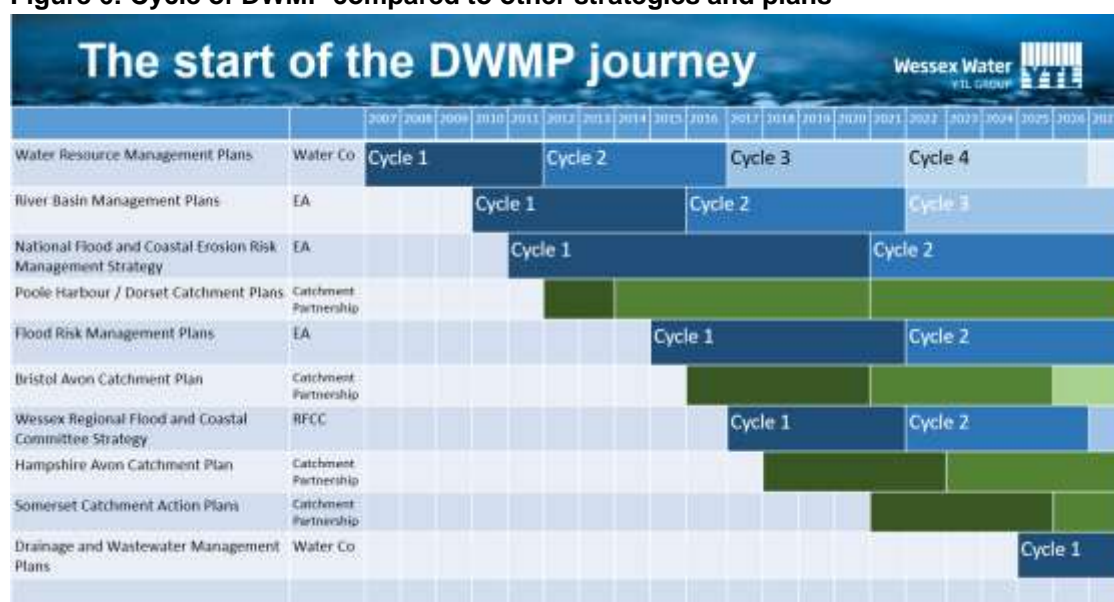 Figure 6: Cycle of DWMP compared to other strategies and plans
The start of the DWMP journey
Wessex Water
YTL GROUP
2007 2008 2009 2010 2011 2012 2013 2014 2015 2016 2017 2018 2019 2020 2021 2022 2023 2024 2025 2026
Water Resource Management Plans Water Co Cycle 1 Cycle 2 Cycle 3 Cycle 4
River Basin Management Plans EA Cycle 1 Cycle 2 Cycle 3
National Flood and Coastal Erosion Risk EA Cycle 1 Cycle 2
Management Strategy
Poole Harbour / Dorset Catchment Plans Catchment
Partnership
Flood Risk Management Plans EA Cycle 1 Cycle 2
Bristol Avon Catchment Plan Catchment
Partnership
Wessex Regional Flood and Coastal RFCC Cycle 1 Cycle 2
Committee Strategy
Hampshire Avon Catchment Plan Catchment
Partnership
Somerset Catchment Action Plans Catchment
Partnership
Drainage and Wastewater Management Water Co Cycle 1
Plans